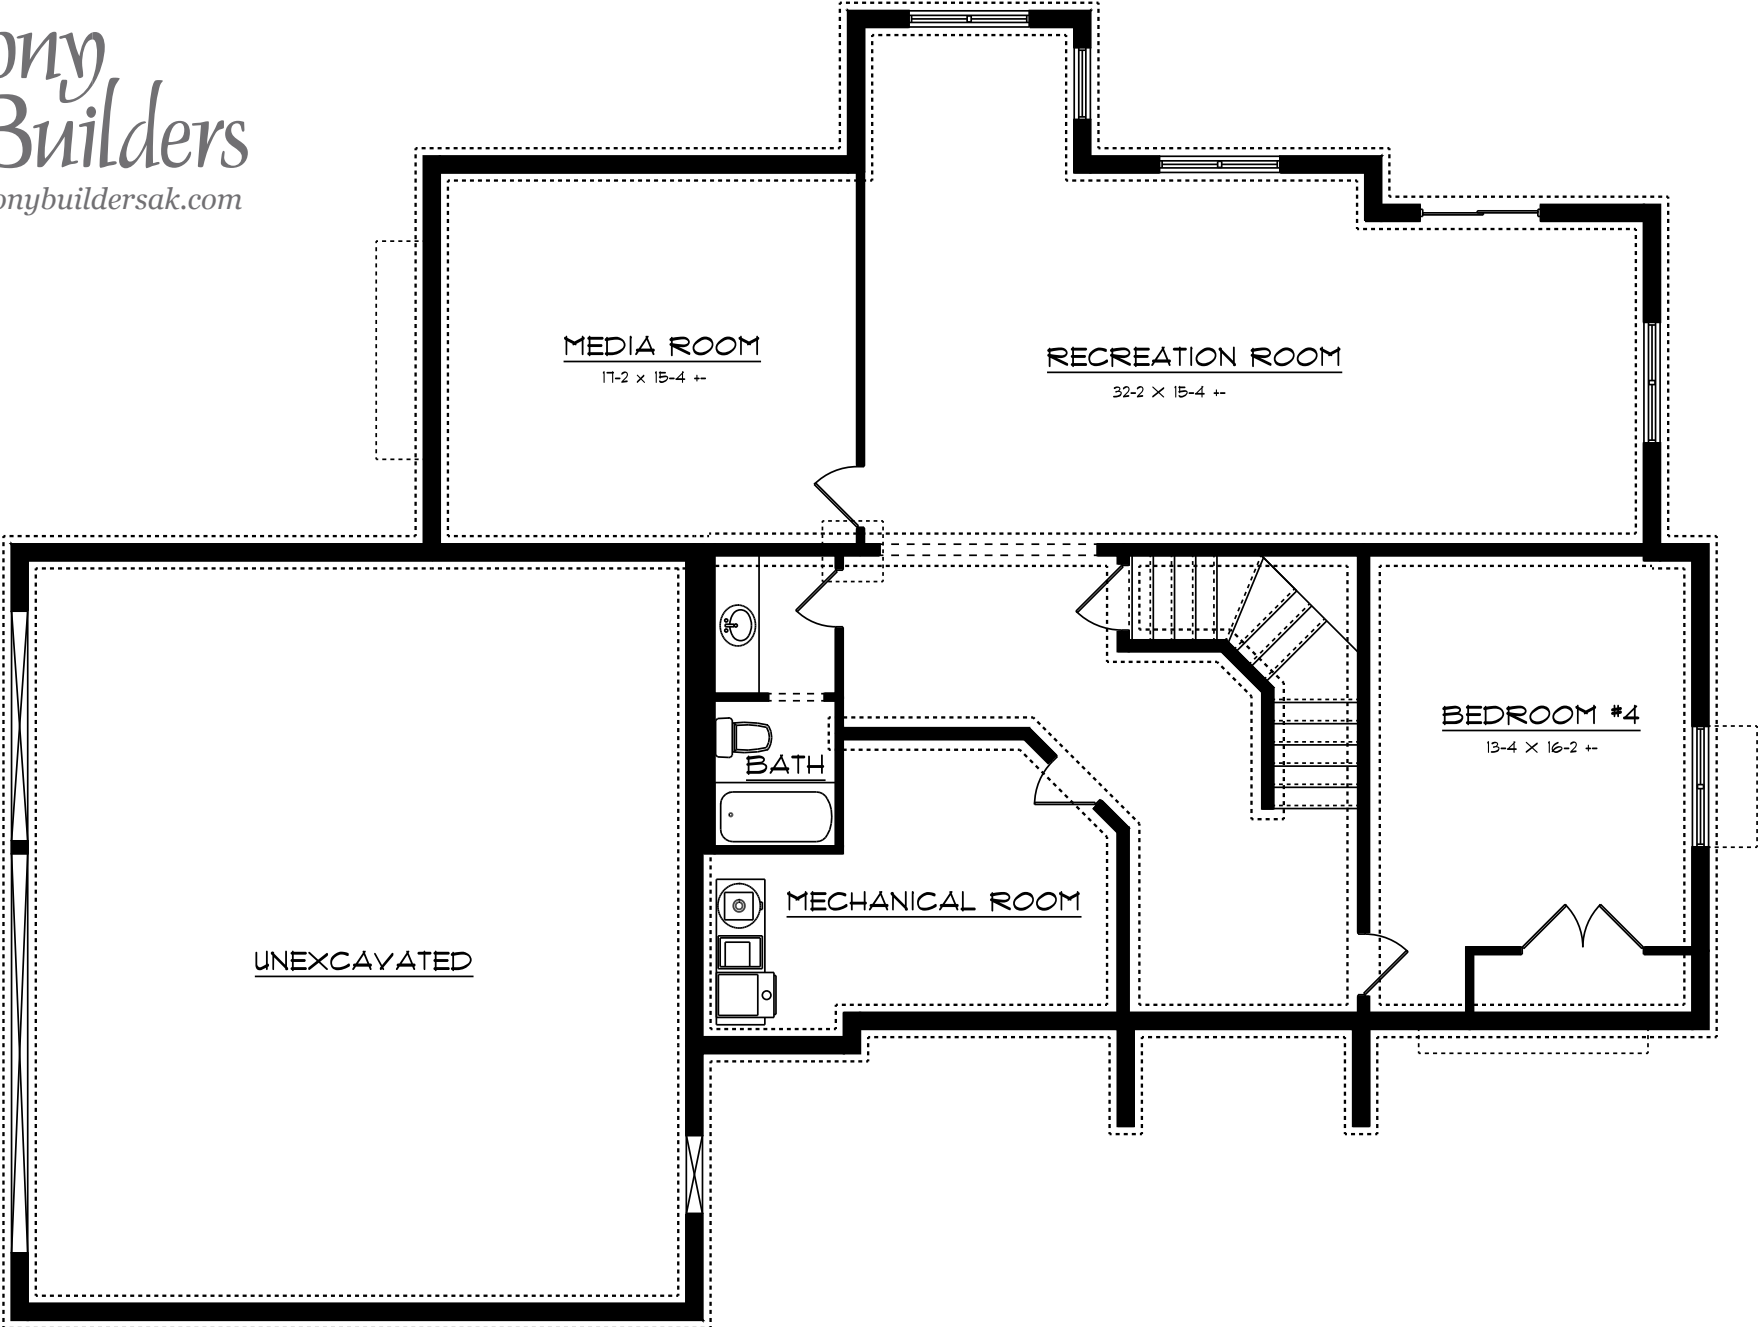 ony
Builders
onybuildersak.com
MEDIA ROOM
17-2 x 15-4 +-
RECREATION ROOM
32-2 X 15-4 +-
BEDROOM #4
13-4 X 16-2 +-
BATH
MECHANICAL ROOM
UNEXCAVATED